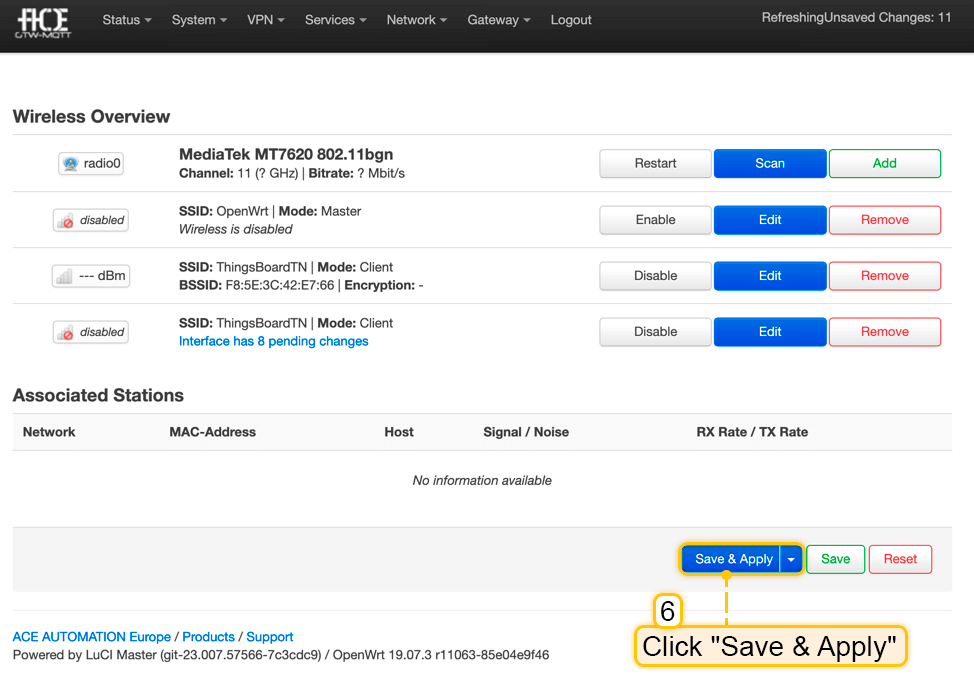 ACE
GTW-MQTT
Status System VPN Services Network Gateway Logout RefreshingUnsaved Changes: 11
Wireless Overview
radio0 MediaTek MT7620 802.11bgn Restart Scan Add
Channel: 11 (? GHz) | Bitrate: ? Mbit/s
disabled SSID: OpenWrt | Mode: Master Enable Edit Remove
Wireless is disabled
--- dBm SSID: ThingsBoardTN | Mode: Client Disable Edit Remove
BSSID: F8:5E:3C:42:E7:66 | Encryption: -
disabled SSID: ThingsBoardTN | Mode: Client Disable Edit Remove
Interface has 8 pending changes
Associated Stations
Network MAC-Address Host Signal / Noise RX Rate / TX Rate
No information available
Save & Apply Save Reset
6
Click "Save & Apply"
ACE AUTOMATION Europe / Products / Support
Powered by LuCI Master (git-23.007.57566-7c3cdc9) / OpenWrt 19.07.3 r11063-85e04e9f46